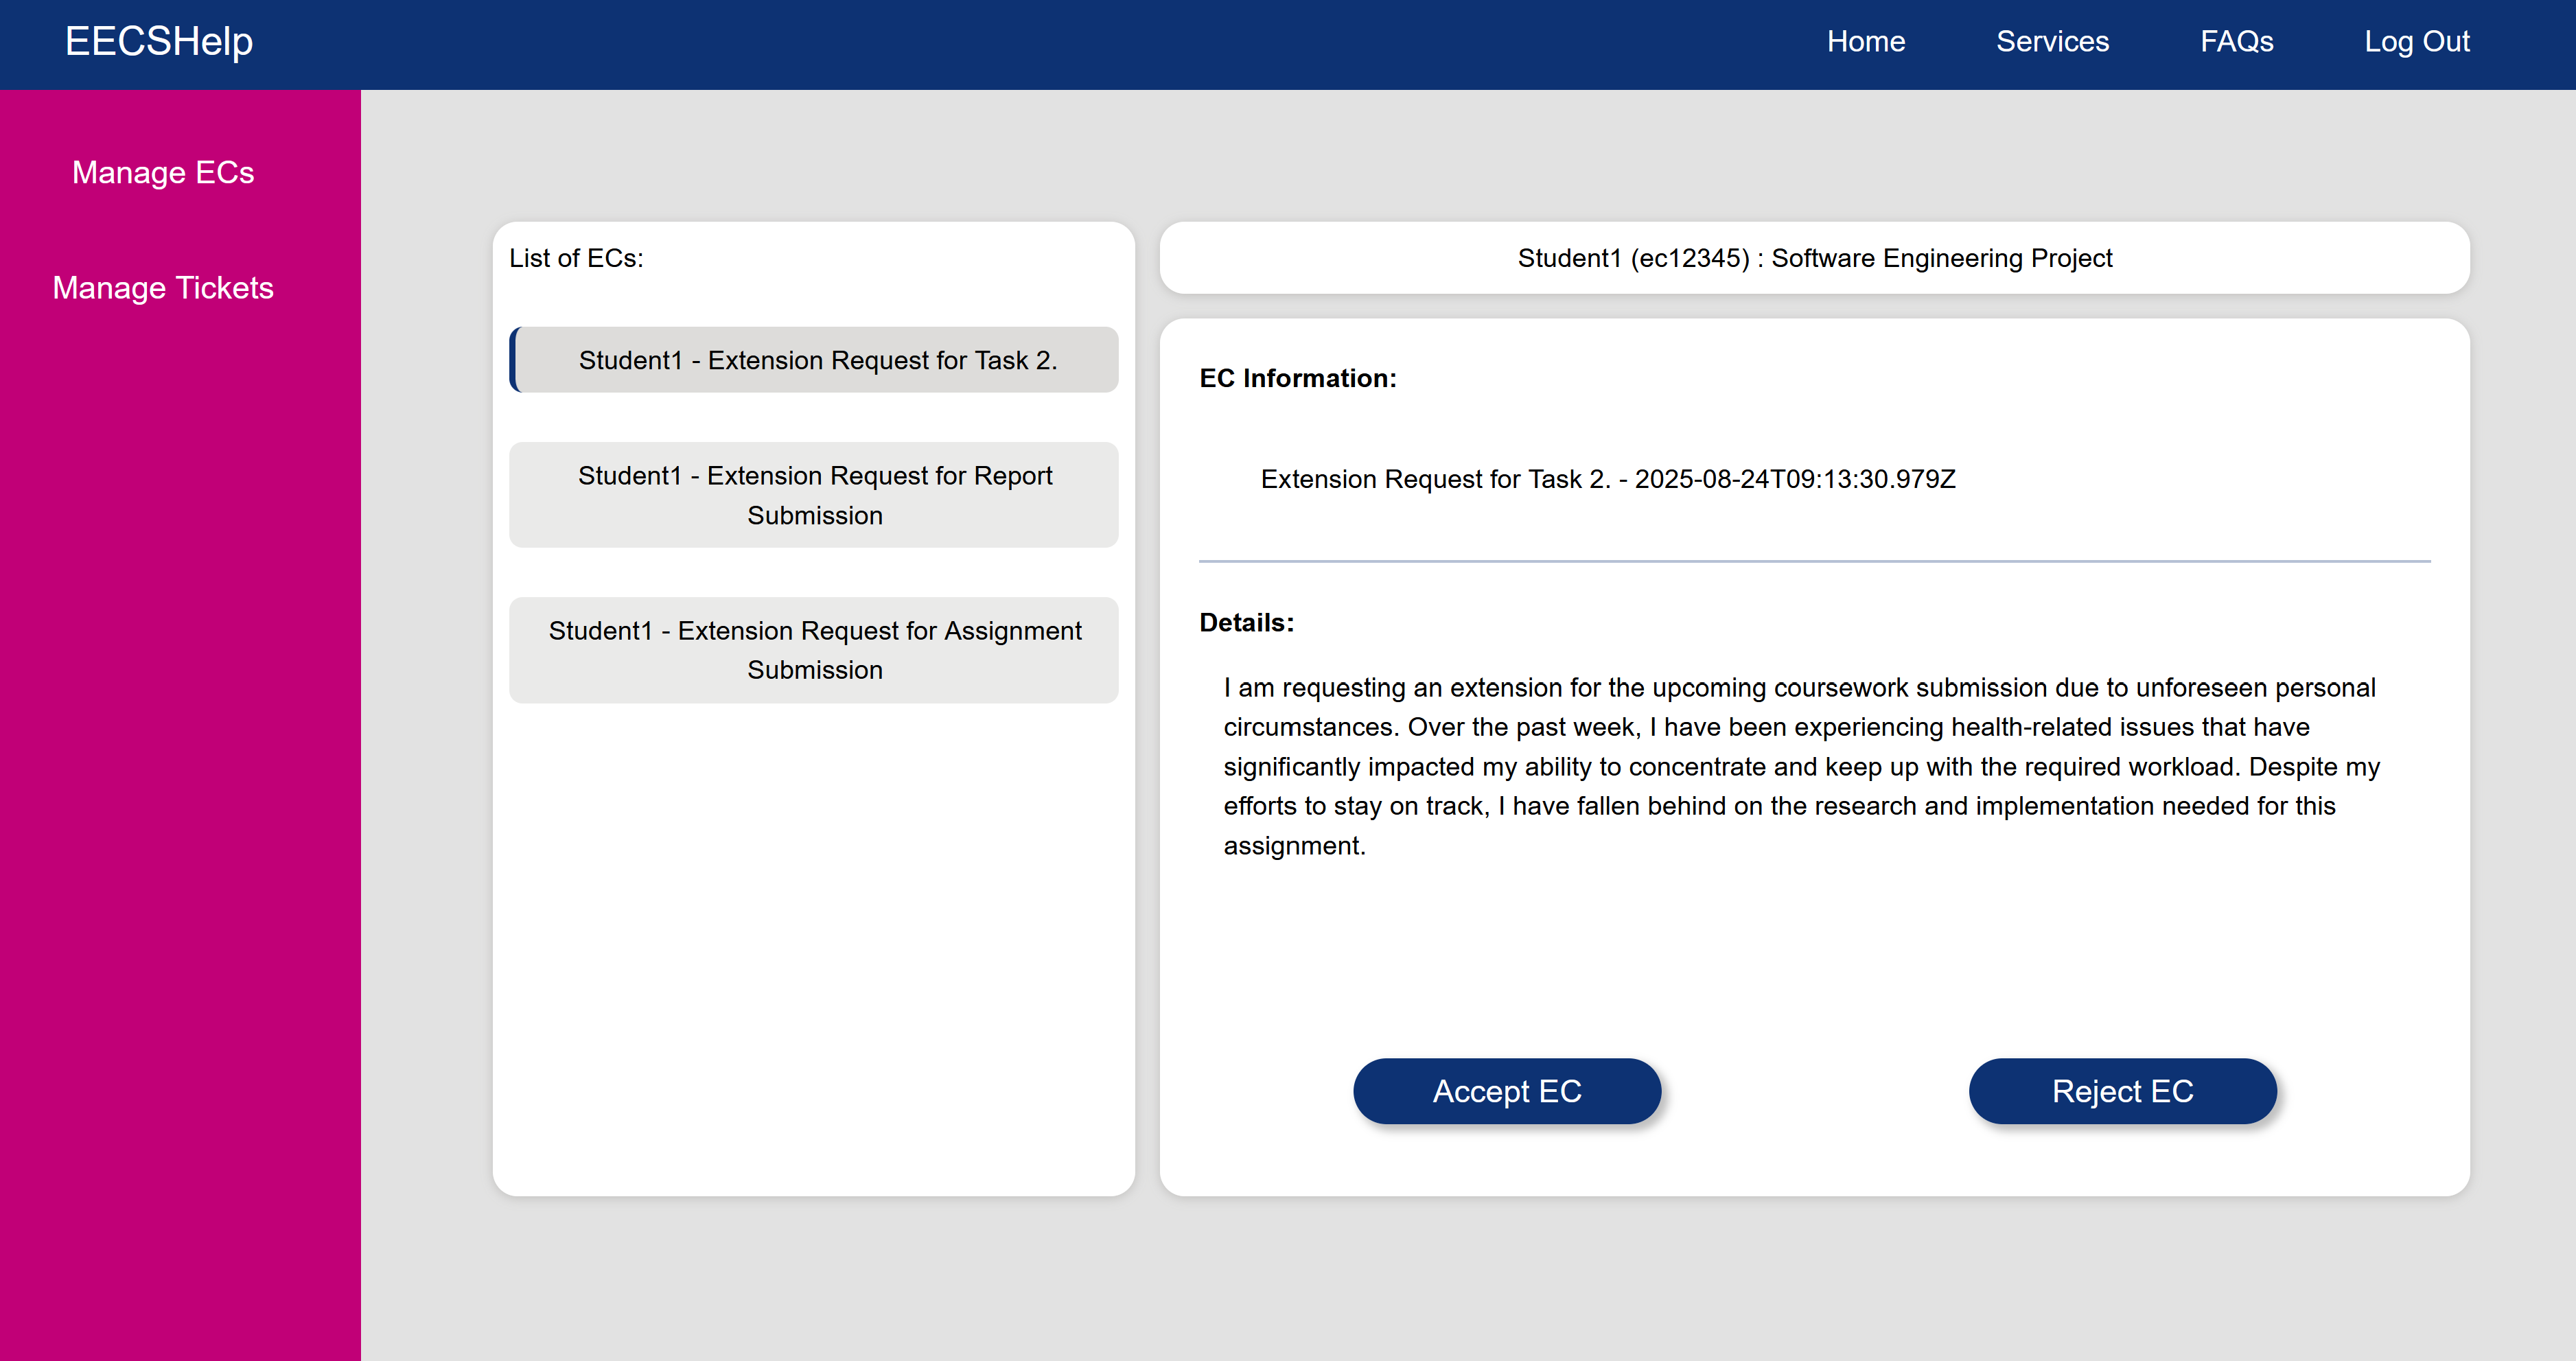 EECSHelp
Home
Services
FAQs
Log Out
Manage ECs
Manage Tickets
List of ECs:
Student1 - Extension Request for Task 2.
Student1 - Extension Request for Report
Submission
Student1 - Extension Request for Assignment
Submission
Student1 (ec12345) : Software Engineering Project
EC Information:
Extension Request for Task 2. - 2025-08-24T09:13:30.979Z
Details:
I am requesting an extension for the upcoming coursework submission due to unforeseen personal
circumstances. Over the past week, I have been experiencing health-related issues that have
significantly impacted my ability to concentrate and keep up with the required workload. Despite my
efforts to stay on track, I have fallen behind on the research and implementation needed for this
assignment.
Accept EC
Reject EC